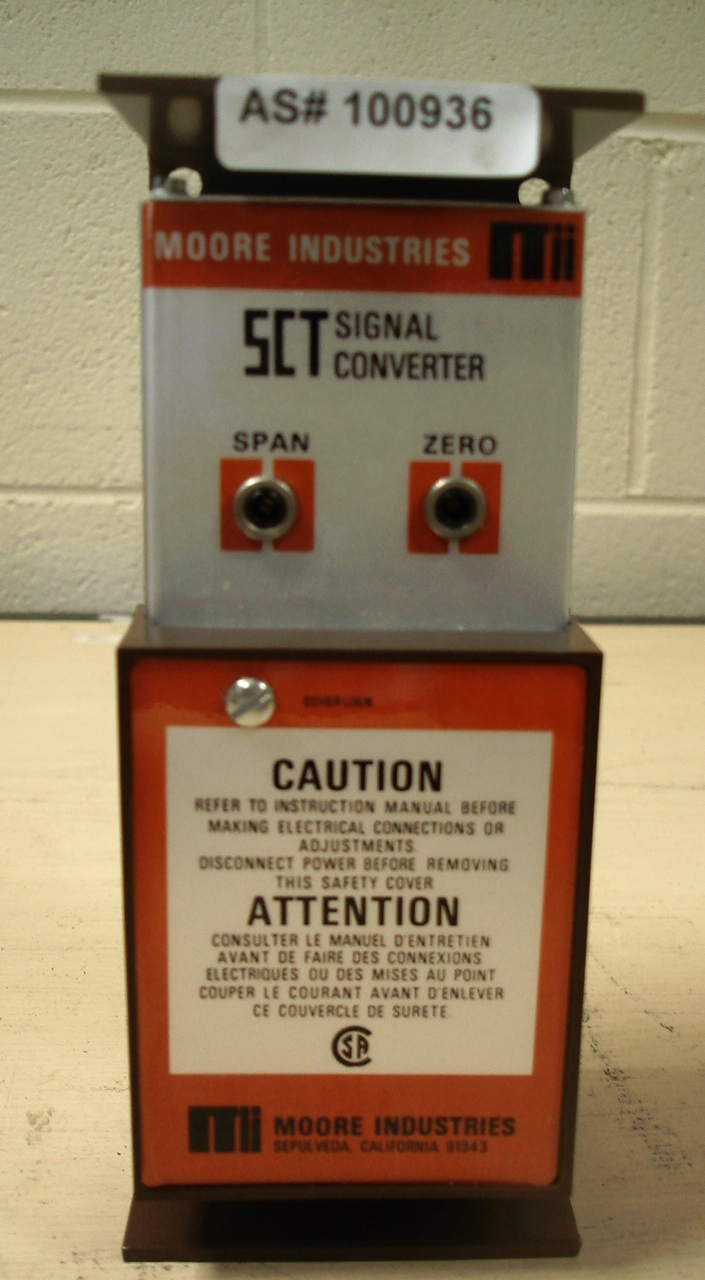 AS# 100936
MOORE INDUSTRIES
SCT SIGNAL
CONVERTER
SPAN ZERO
COVER LOCK
CAUTION
REFER TO INSTRUCTION MANUAL BEFORE
MAKING ELECTRICAL CONNECTIONS OR
ADJUSTMENTS.
DISCONNECT POWER BEFORE REMOVING
THIS SAFETY COVER
ATTENTION
CONSULTER LE MANUEL D'ENTRETIEN
AVANT DE FAIRE DES CONNEXIONS
ELECTRIQUES OU DES MISES AU POINT
COUPER LE COURANT AVANT D'ENLEVER
CE COUVERCLE DE SURETE.
CSA
MOORE INDUSTRIES
SEPULVEDA, CALIFORNIA 91343